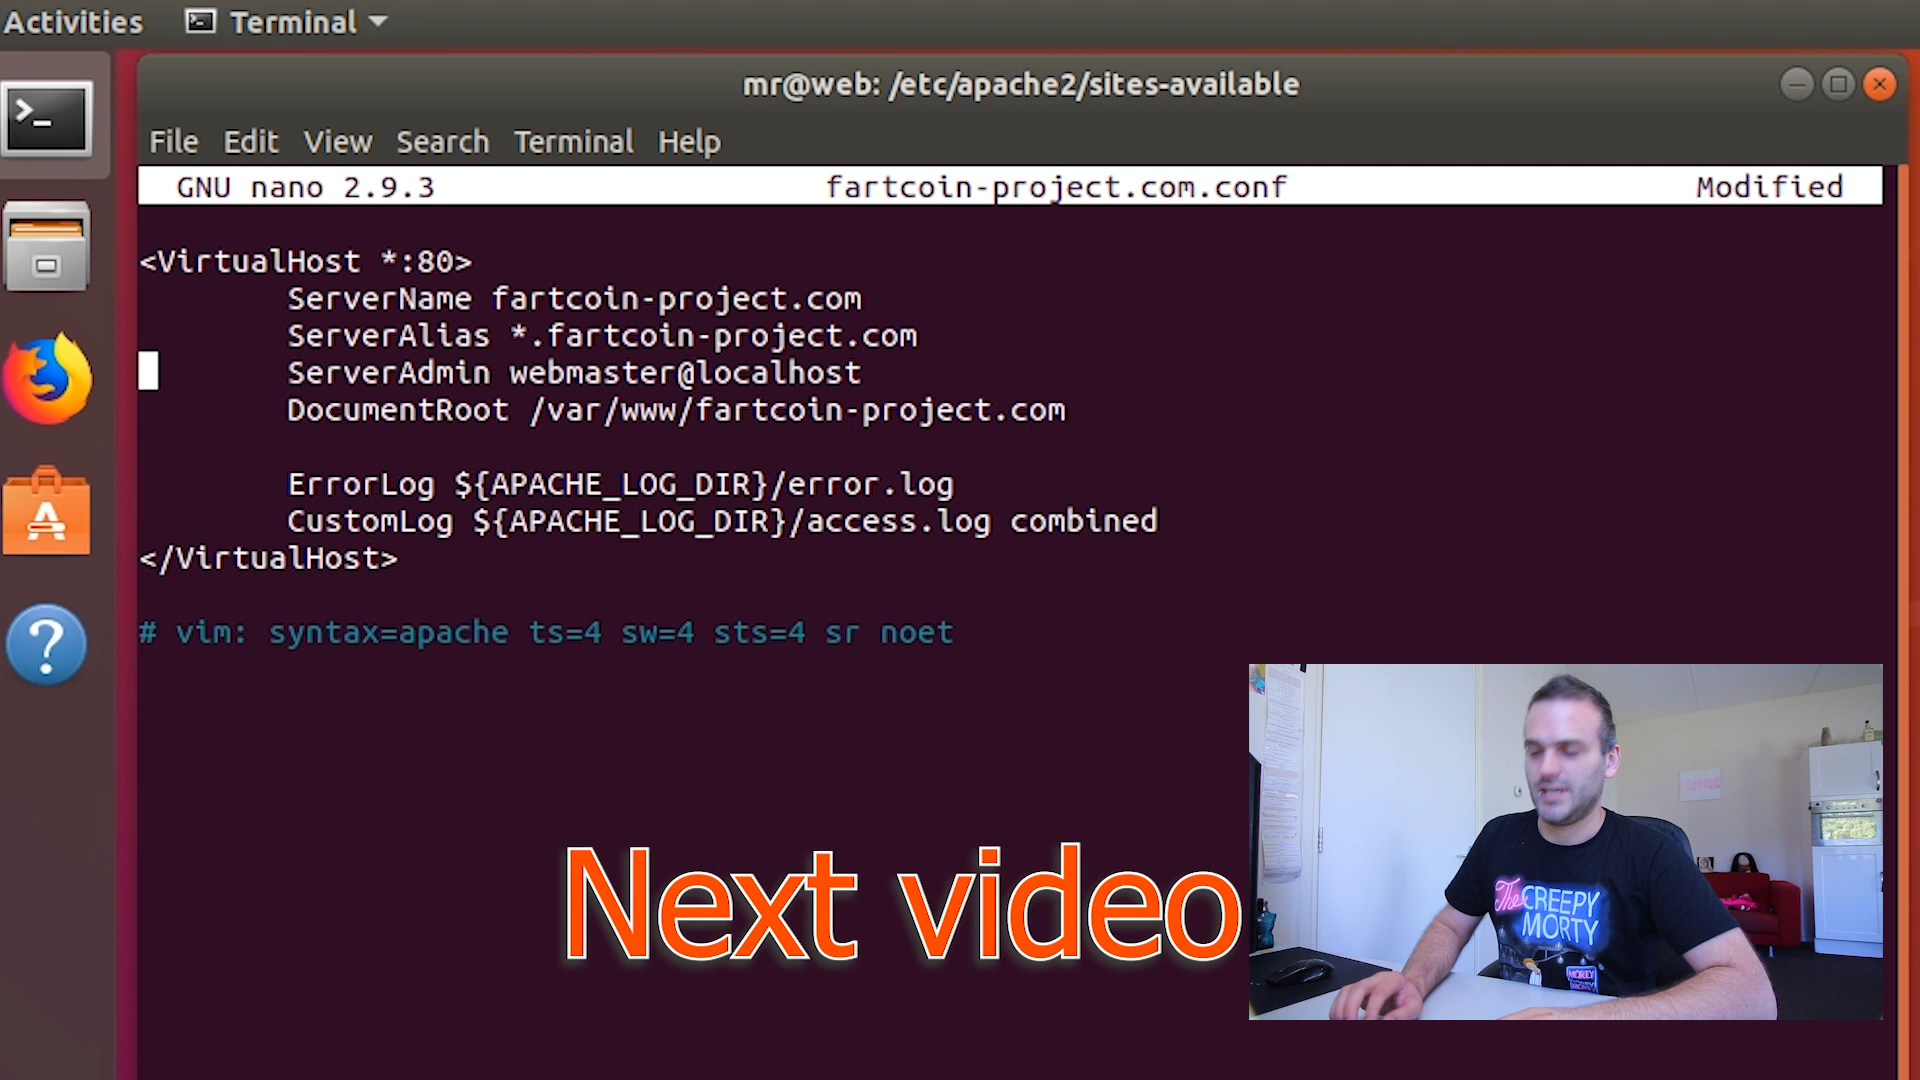 Activities Terminal
mr@web: /etc/apache2/sites-available
File Edit View Search Terminal Help
GNU nano 2.9.3 fartcoin-project.com.conf Modified
<VirtualHost *:80>
ServerName fartcoin-project.com
ServerAlias *.fartcoin-project.com
ServerAdmin webmaster@localhost
DocumentRoot /var/www/fartcoin-project.com
ErrorLog ${APACHE_LOG_DIR}/error.log
CustomLog ${APACHE_LOG_DIR}/access.log combined
</VirtualHost>
# vim: syntax=apache ts=4 sw=4 sts=4 sr noet
Next video
The CREEPY
MORTY
MORTY